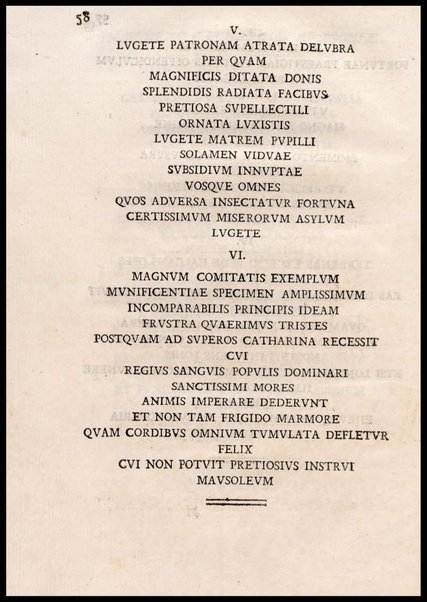 58
V.
LVGETE PATRONAM ATRATA DELVBRA
PER QVAM
MAGNIFICIS DITATA DONIS
SPLENDIDIS RADIATA FACIBVS
PRETIOSA SVPELLECTILI
ORNATA LVXISTIS
LVGETE MATREM PVPILLI
SOLAMEN VIDVAE
SVBSIDIVM INNVPTAE
VOSQVE OMNES
QVOS ADVERSA INSECTATVR FORTVNA
CERTISSIMVM MISERORVM ASYLVM
LVGETE
VI.
MAGNVM COMITATIS EXEMPLVM
MVNIFICENTIAE SPECIMEN AMPLISSIMVM
INCOMPARABILIS PRINCIPIS IDEAM
FRVSTRA QVAERIMVS TRISTES
POSTQVAM AD SVPEROS CATHARINA RECESSIT
CVI
REGIVS SANGVIS POPVLIS DOMINARI
SANCTISSIMI MORES
ANIMIS IMPERARE DEDERVNT
ET NON TAM FRIGIDO MARMORE
QVAM CORDIBVS OMNIVM TVMVLATA DEFLETVR
FELIX
CVI NON POTVIT PRETIOSIVS INSTRVI
MAVSOLEVM